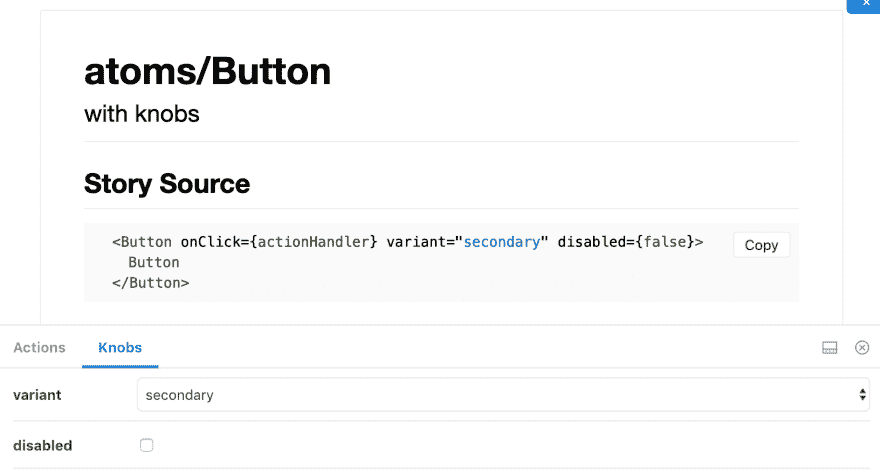 atoms/Button
with knobs
Story Source
<Button onClick={actionHandler} variant="secondary" disabled={false}>
Button
</Button>
Copy
Actions
Knobs
variant
secondary
disabled